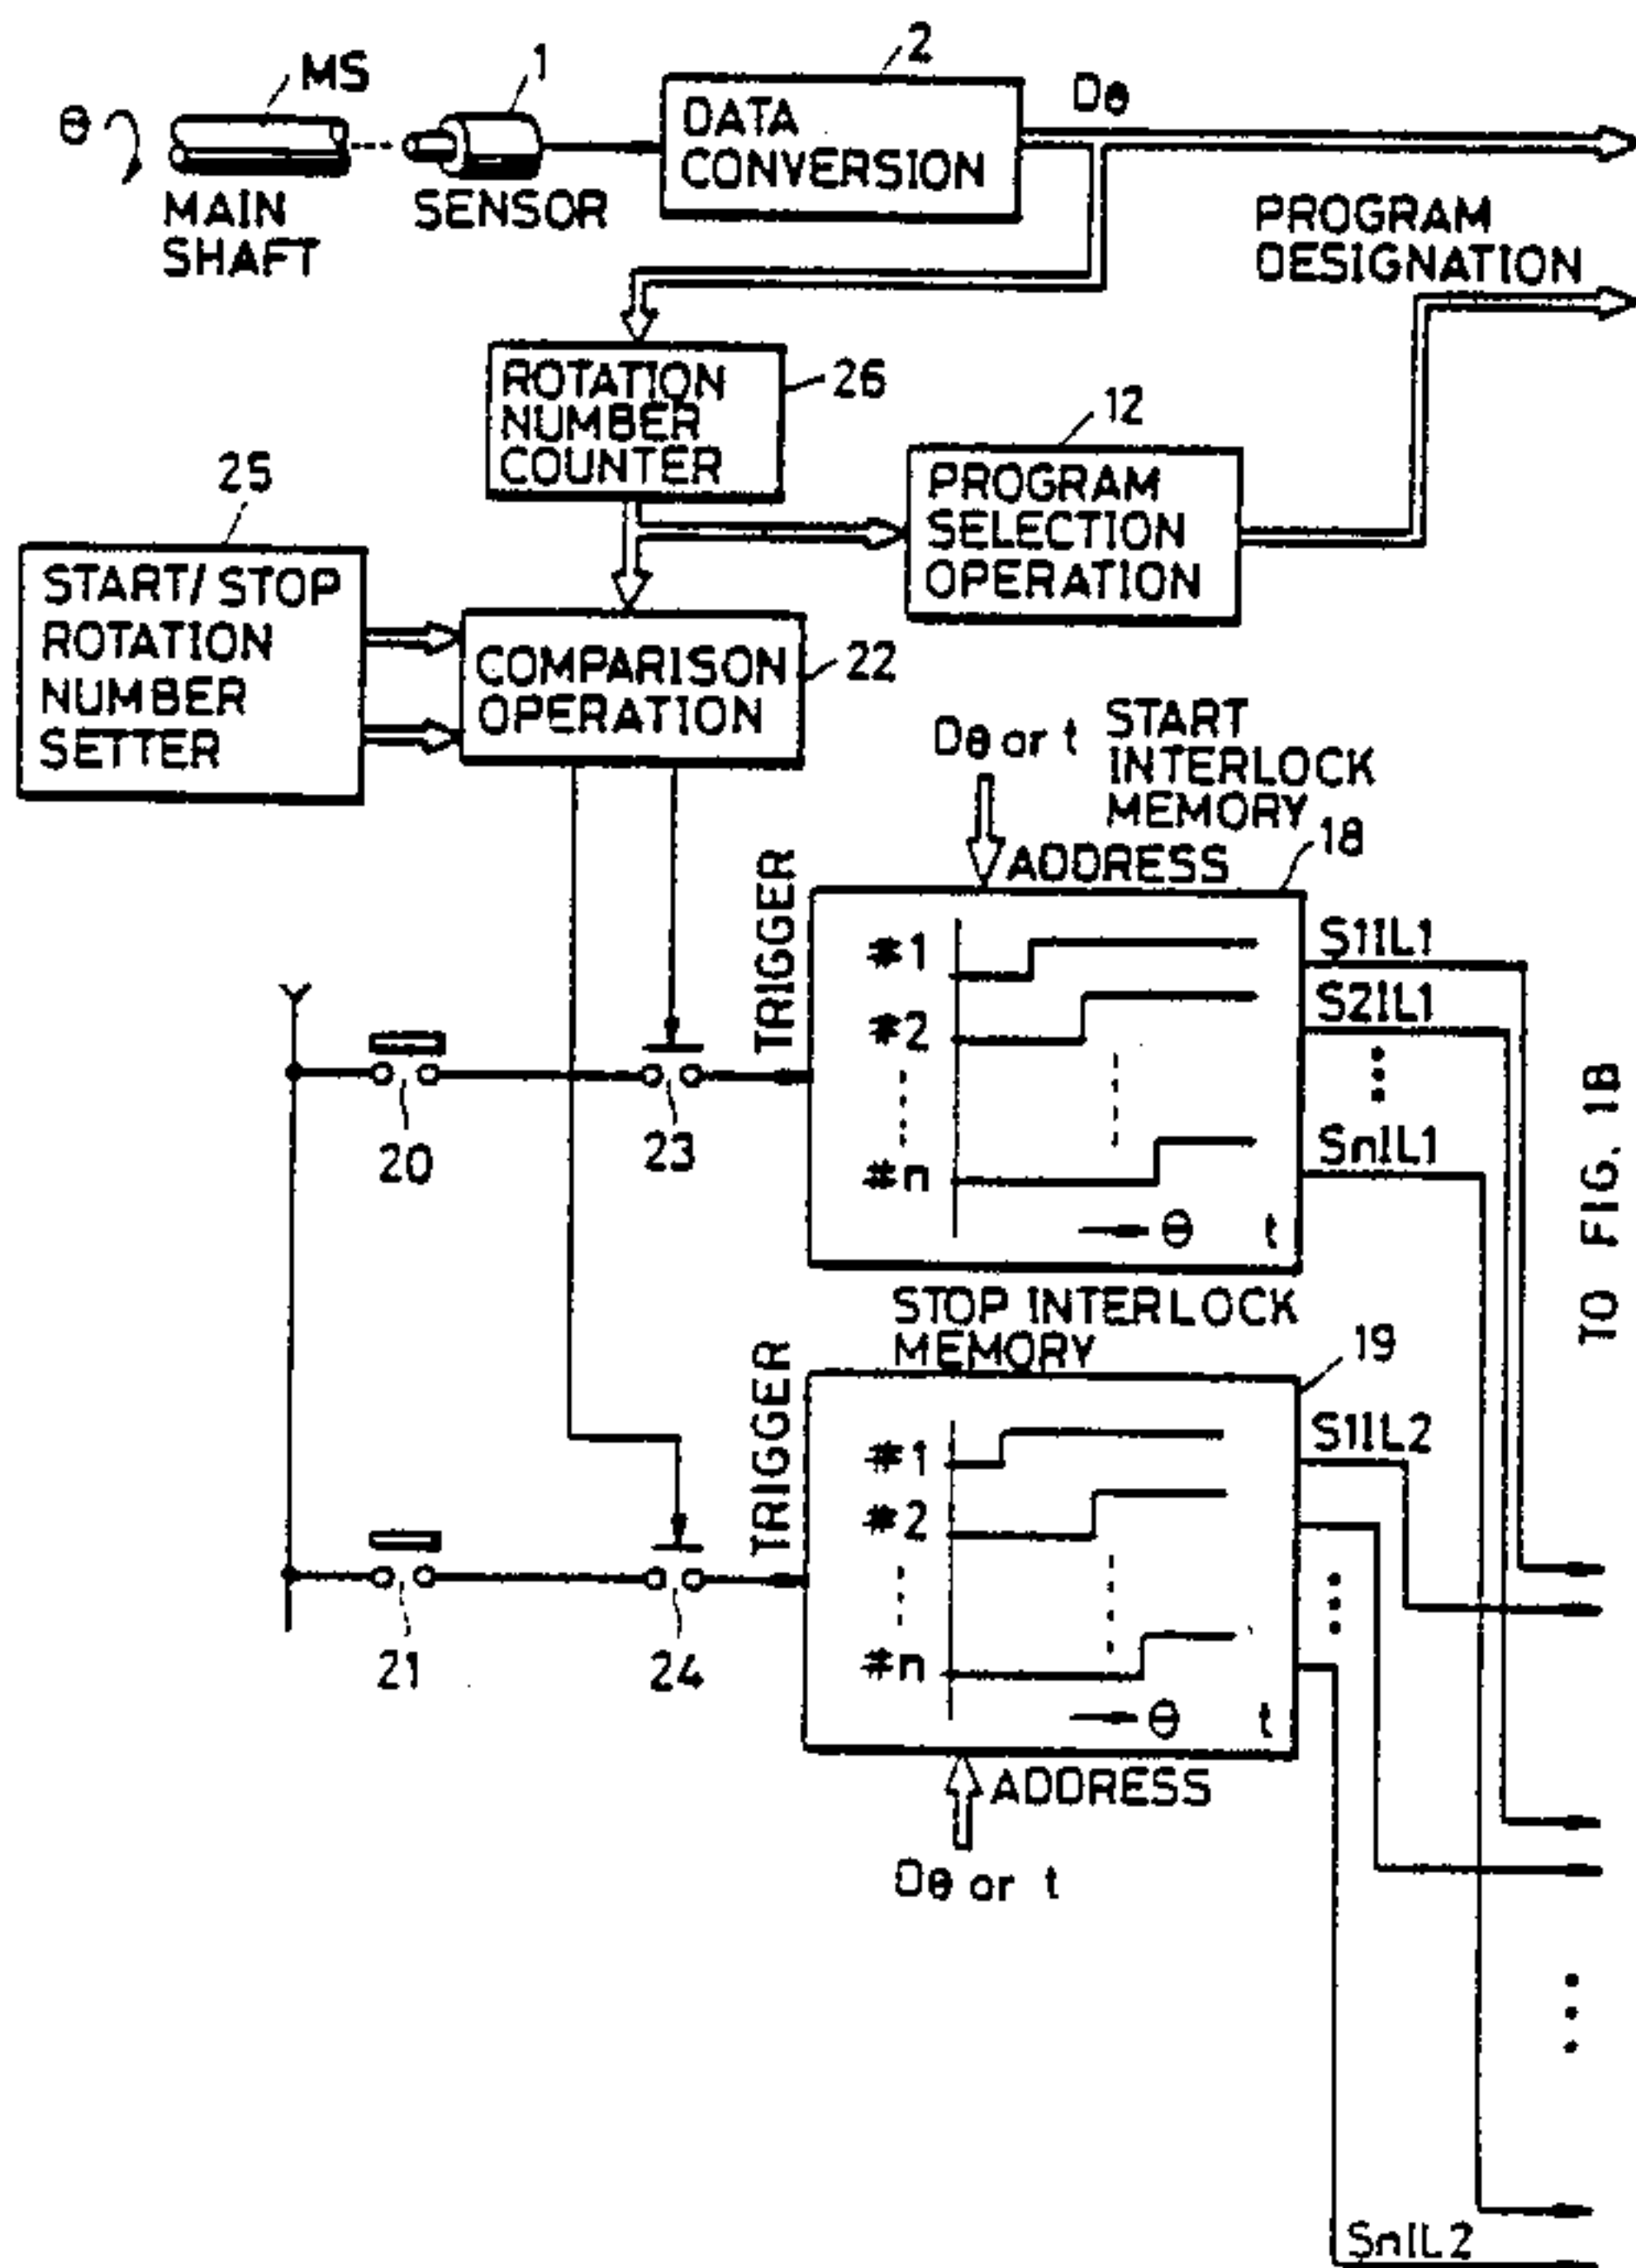 MS
1
2
Dθ
θ
DATA
CONVERSION
MAIN
SHAFT
SENSOR
PROGRAM
DESIGNATION
ROTATION
NUMBER
COUNTER
26
12
25
PROGRAM
SELECTION
OPERATION
START/STOP
ROTATION
NUMBER
SETTER
COMPARISON
OPERATION
22
Dθ or t
START
INTERLOCK
MEMORY
18
ADDRESS
TRIGGER
#1
#2
#n
θ t
S1IL1
S2IL1
SnIL1
20
23
TO FIG. 1B
STOP INTERLOCK
MEMORY
19
TRIGGER
#1
#2
#n
θ t
S1IL2
21
24
ADDRESS
Dθ or t
SnIL2